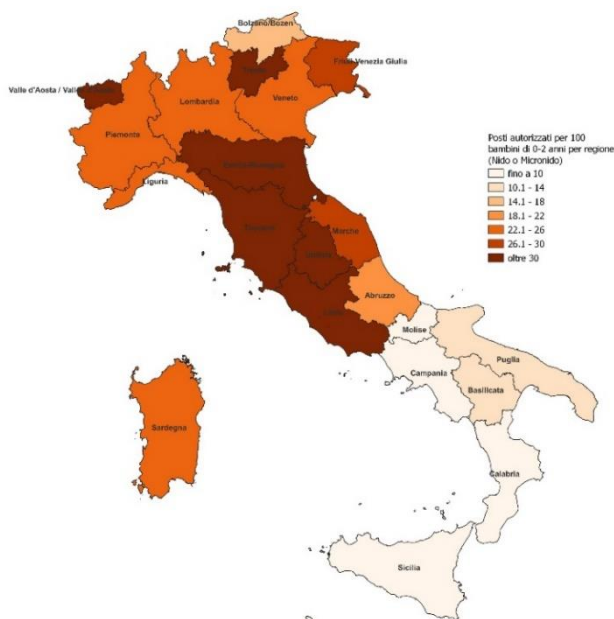 Bolzano/Bozen
Friuli-Venezia Giulia
Trento
Valle d'Aosta / Vallée
Lombardia
Veneto
Piemonte
Emilia-Romagna
Liguria
Toscana
Marche
Umbria
Lazio
Abruzzo
Molise
Campania
Puglia
Basilicata
Sardegna
Calabria
Sicilia
Posti autorizzati per 100
bambini di 0-2 anni per regione
(Nido o Micronido)
fino a 10
10.1 - 14
14.1 - 18
18.1 - 22
22.1 - 26
26.1 - 30
oltre 30